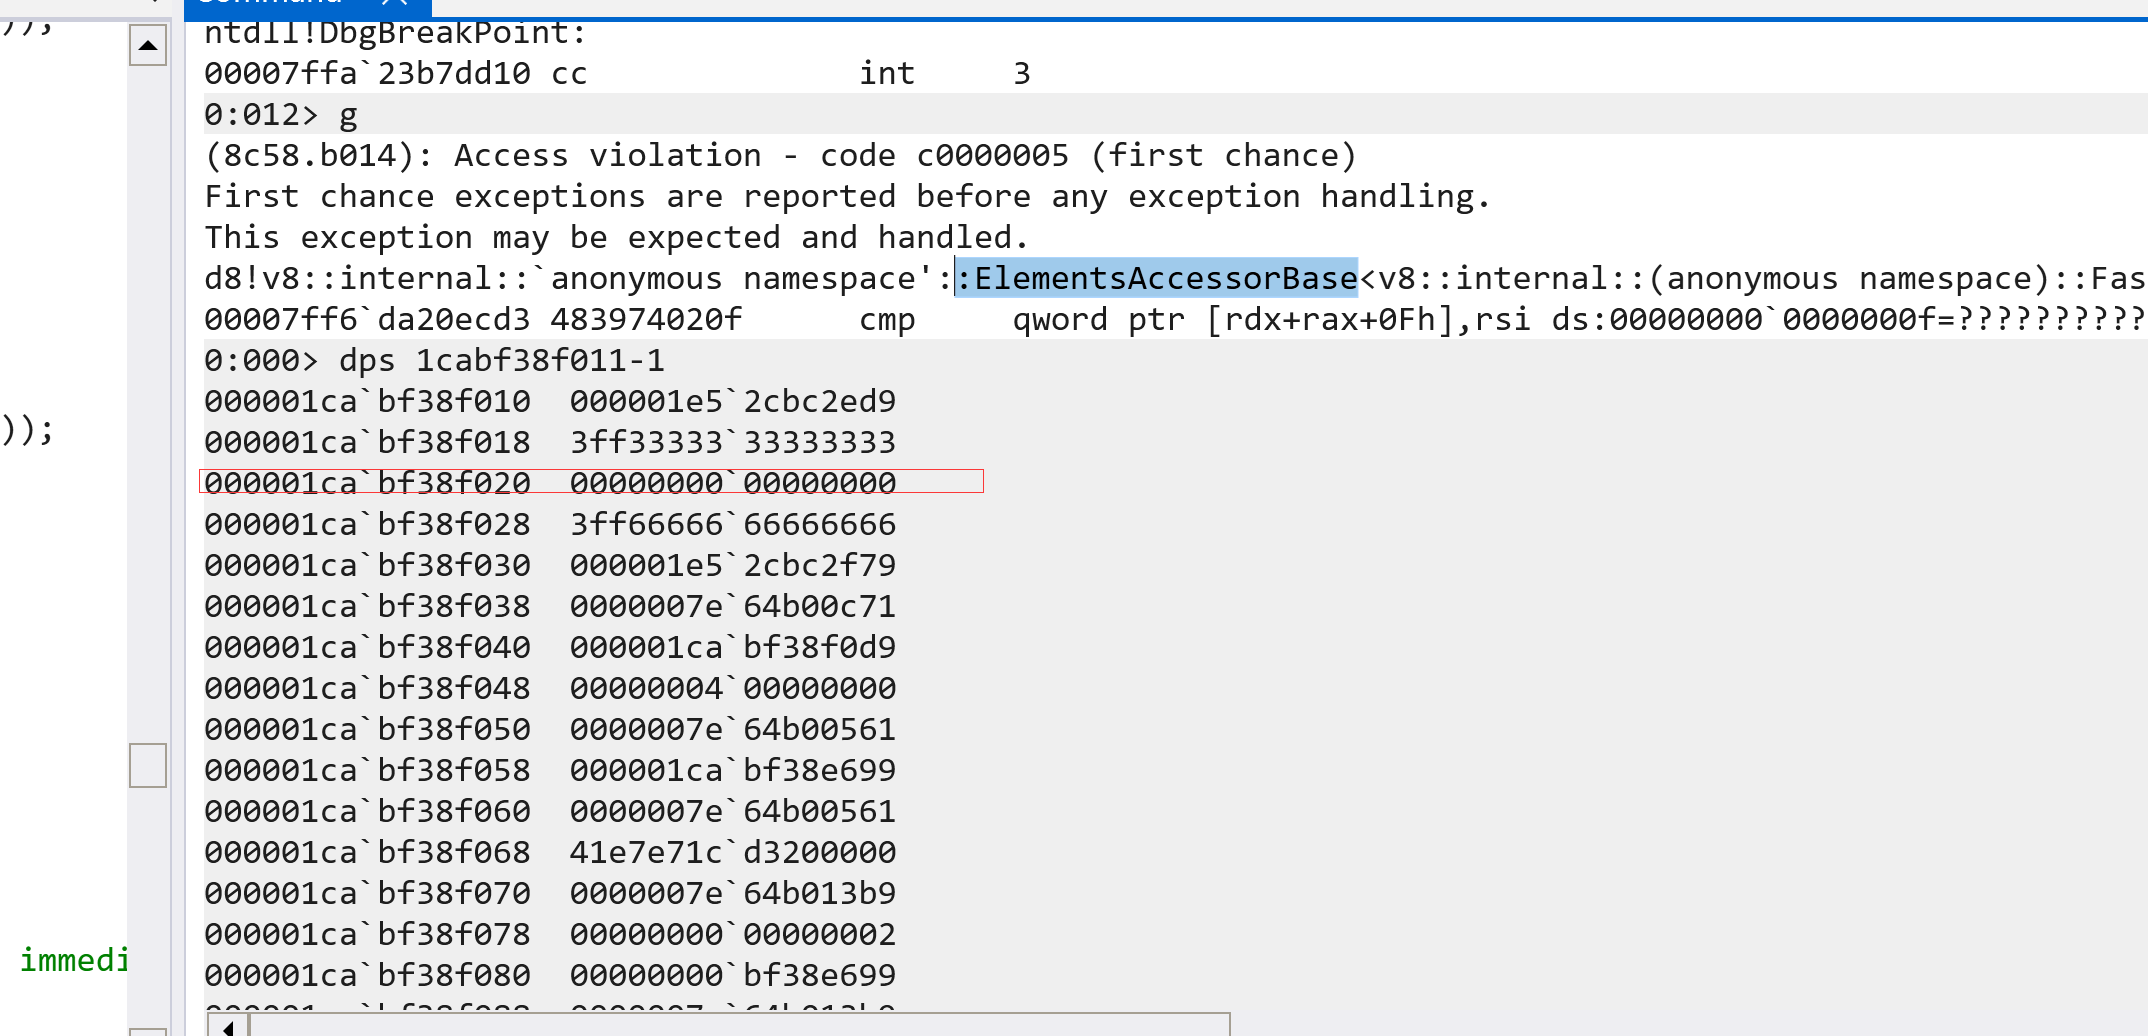 Command
));
ntdll!DbgBreakPoint:
00007ffa`23b7dd10 cc              int     3
0:012> g
(8c58.b014): Access violation - code c0000005 (first chance)
First chance exceptions are reported before any exception handling.
This exception may be expected and handled.
d8!v8::internal::`anonymous namespace'::ElementsAccessorBase<v8::internal::(anonymous namespace)::Fas
00007ff6`da20ecd3 483974020f      cmp     qword ptr [rdx+rax+0Fh],rsi ds:00000000`0000000f=??????????
0:000> dps 1cabf38f011-1
000001ca`bf38f010  000001e5`2cbc2ed9
));
000001ca`bf38f018  3ff33333`33333333
000001ca`bf38f020  00000000`00000000
000001ca`bf38f028  3ff66666`66666666
000001ca`bf38f030  000001e5`2cbc2f79
000001ca`bf38f038  0000007e`64b00c71
000001ca`bf38f040  000001ca`bf38f0d9
000001ca`bf38f048  00000004`00000000
000001ca`bf38f050  0000007e`64b00561
000001ca`bf38f058  000001ca`bf38e699
000001ca`bf38f060  0000007e`64b00561
000001ca`bf38f068  41e7e71c`d3200000
000001ca`bf38f070  0000007e`64b013b9
000001ca`bf38f078  00000000`00000002
immedi
000001ca`bf38f080  00000000`bf38e699